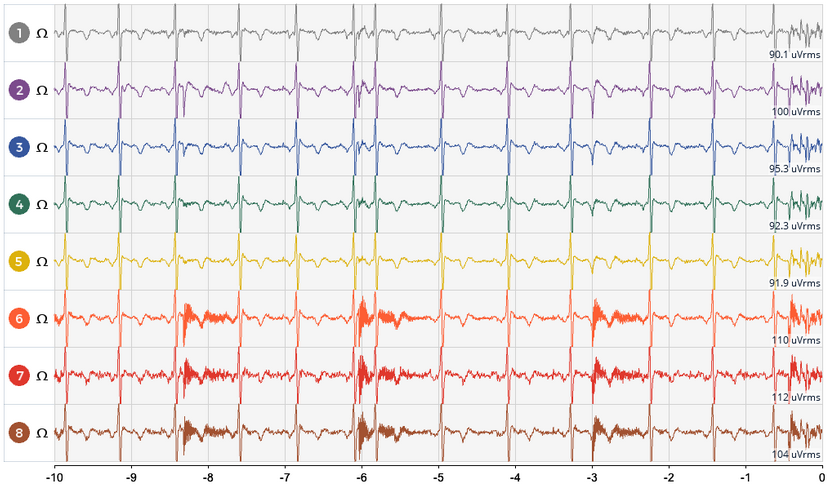 1 Ω
90.1 uVrms
2 Ω
100 uVrms
3 Ω
95.3 uVrms
4 Ω
92.3 uVrms
5 Ω
91.9 uVrms
6 Ω
110 uVrms
7 Ω
112 uVrms
8 Ω
104 uVrms
-10 -9 -8 -7 -6 -5 -4 -3 -2 -1 0